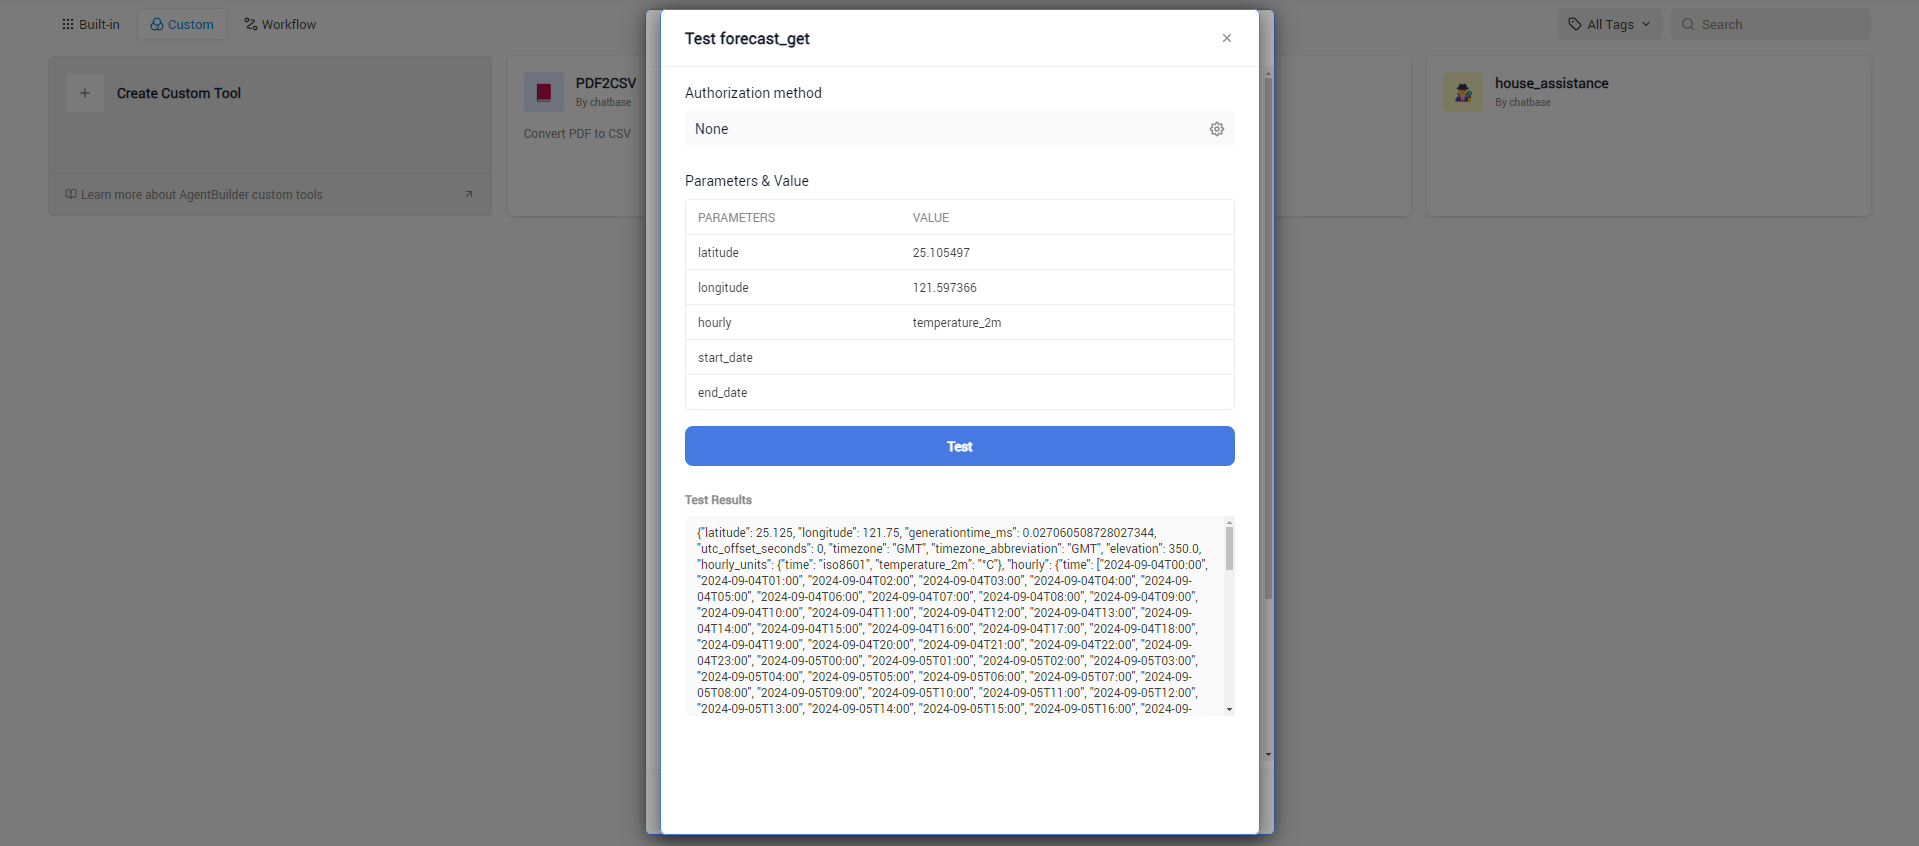 Built-in
Custom
Workflow
All Tags
Search
Create Custom Tool
Learn more about AgentBuilder custom tools
PDF2CSV
By chatbase
Convert PDF to CSV
house_assistance
By chatbase
Test forecast_get
Authorization method
None
Parameters & Value
PARAMETERS VALUE
latitude 25.105497
longitude 121.597366
hourly temperature_2m
start_date
end_date
Test
Test Results
{"latitude": 25.125, "longitude": 121.75, "generationtime_ms": 0.027060508728027344,
"utc_offset_seconds": 0, "timezone": "GMT", "timezone_abbreviation": "GMT", "elevation": 350.0,
"hourly_units": {"time": "iso8601", "temperature_2m": "°C"}, "hourly": {"time": ["2024-09-04T00:00",
"2024-09-04T01:00", "2024-09-04T02:00", "2024-09-04T03:00", "2024-09-04T04:00", "2024-09-
04T05:00", "2024-09-04T06:00", "2024-09-04T07:00", "2024-09-04T08:00", "2024-09-04T09:00",
"2024-09-04T10:00", "2024-09-04T11:00", "2024-09-04T12:00", "2024-09-04T13:00", "2024-09-
04T14:00", "2024-09-04T15:00", "2024-09-04T16:00", "2024-09-04T17:00", "2024-09-04T18:00",
"2024-09-04T19:00", "2024-09-04T20:00", "2024-09-04T21:00", "2024-09-04T22:00", "2024-09-
04T23:00", "2024-09-05T00:00", "2024-09-05T01:00", "2024-09-05T02:00", "2024-09-05T03:00",
"2024-09-05T04:00", "2024-09-05T05:00", "2024-09-05T06:00", "2024-09-05T07:00", "2024-09-
05T08:00", "2024-09-05T09:00", "2024-09-05T10:00", "2024-09-05T11:00", "2024-09-05T12:00",
"2024-09-05T13:00", "2024-09-05T14:00", "2024-09-05T15:00", "2024-09-05T16:00", "2024-09-